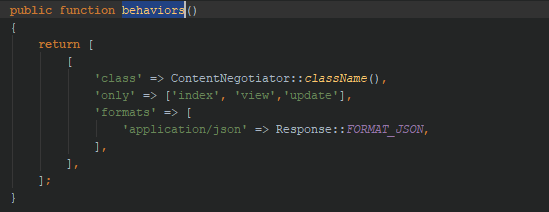 public function behaviors()
{
    return [
        [
            'class' => ContentNegotiator::className(),
            'only' => ['index', 'view','update'],
            'formats' => [
                'application/json' => Response::FORMAT_JSON,
            ],
        ],
    ];
}